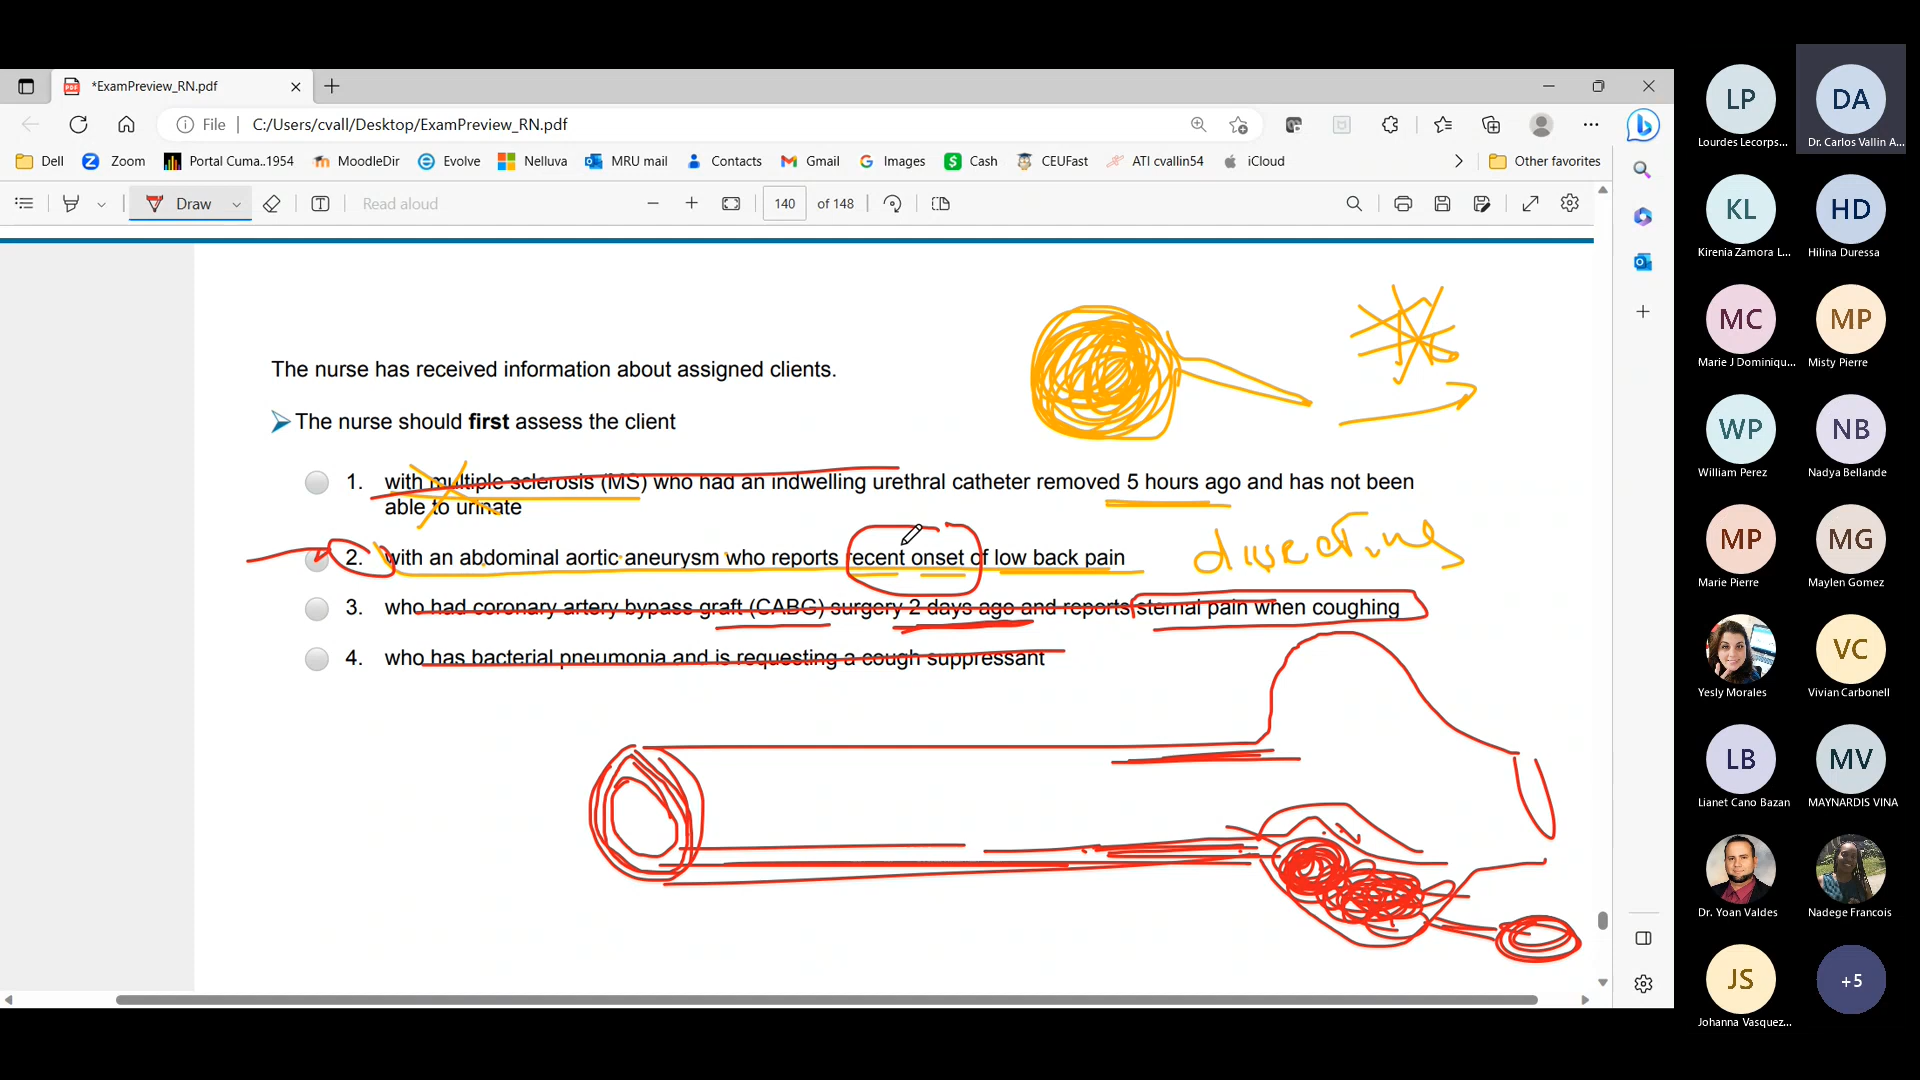 *ExamPreview_RN.pdf
File | C:/Users/cvall/Desktop/ExamPreview_RN.pdf
Dell Zoom Portal Cuma..1954 MoodleDir Evolve Nelluva MRU mail Contacts Gmail Images Cash CEUFast ATI cvallin54 iCloud Other favorites
Draw Read aloud 140 of 148
The nurse has received information about assigned clients.
The nurse should first assess the client
1. with multiple sclerosis (MS) who had an indwelling urethral catheter removed 5 hours ago and has not been
able to urinate
2. with an abdominal aortic aneurysm who reports recent onset of low back pain
3. who had coronary artery bypass graft (CABG) surgery 2 days ago and reports sternal pain when coughing
4. who has bacterial pneumonia and is requesting a cough suppressant
LP DA
Lourdes Lecorps... Dr. Carlos Vallin A...
KL HD
Kirenia Zamora L... Hilina Duressa
MC MP
Marie J Dominiqu... Misty Pierre
WP NB
William Perez Nadya Bellande
MP MG
Marie Pierre Maylen Gomez
VC
Yesly Morales Vivian Carbonell
LB MV
Lianet Cano Bazan MAYNARDIS VINA
Dr. Yoan Valdes Nadege Francois
JS +5
Johanna Vasquez...